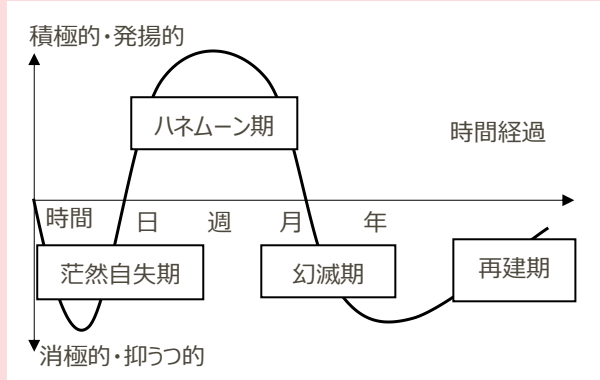 積極的・発揚的
ハネムーン期
時間経過
時間 日 週 月 年
茫然自失期
幻滅期
再建期
消極的・抑うつ的